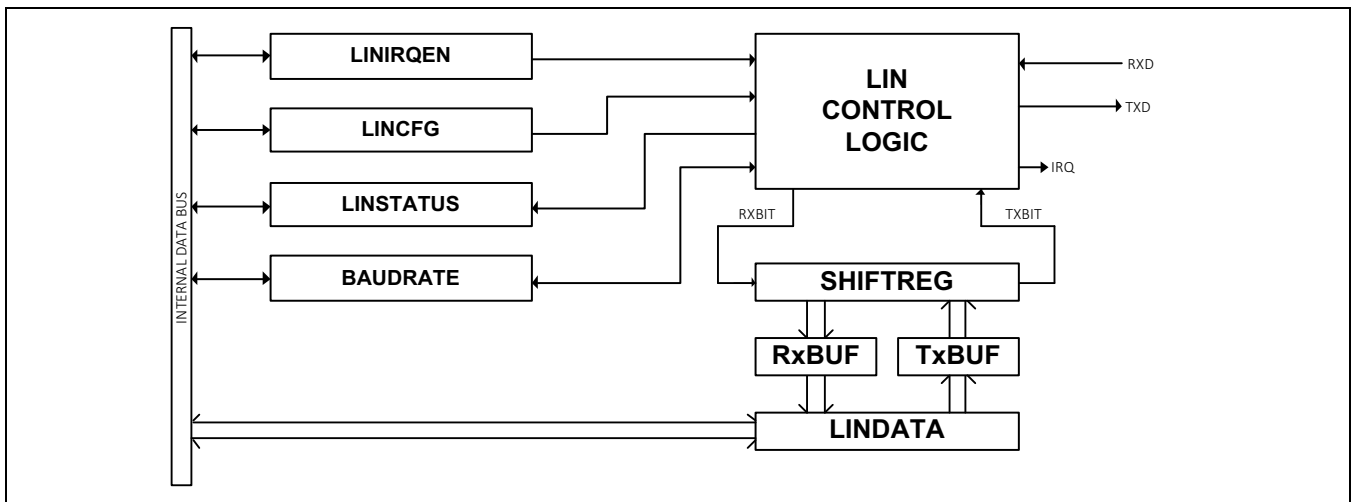 LINIRQEN
LIN
CONTROL
LOGIC
RXD
TXD
IRQ
LINCFG
LINSTATUS
BAUDRATE
INTERNAL DATA BUS
RXBIT
TXBIT
SHIFTREG
RxBUF
TxBUF
LINDATA